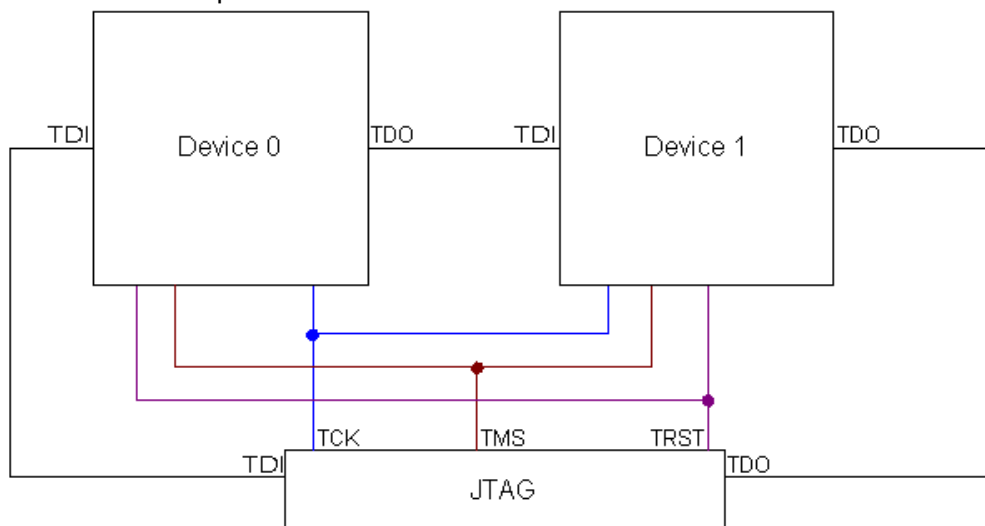 TDI
Device 0
TDO
TDI
Device 1
TDO
TCK
TMS
TRST
TDI
TDO
JTAG